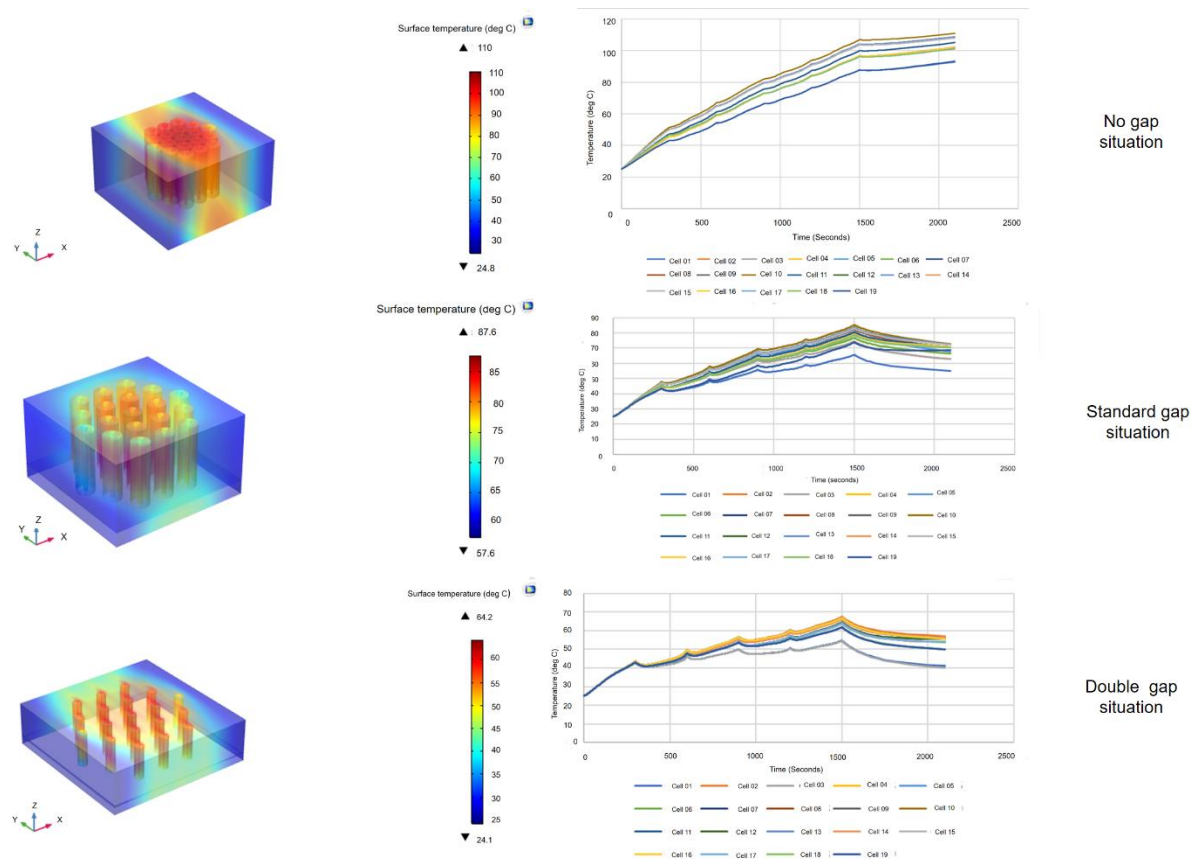 Surface temperature (deg C)
▲ 110
110
100
90
80
70
60
50
40
30
▼ 24.8
Z
Y
X
120
100
80
60
40
20
0
Temperature (deg C)
0 500 1000 1500 2000 2500
Time (Seconds)
Cell 01 Cell 02 Cell 03 Cell 04 Cell 05 Cell 06 Cell 07
Cell 08 Cell 09 Cell 10 Cell 11 Cell 12 Cell 13 Cell 14
Cell 15 Cell 16 Cell 17 Cell 18 Cell 19
No gap
situation
Surface temperature (deg C)
▲ 87.6
85
80
75
70
65
60
▼ 57.6
Z
Y
X
90
80
70
60
50
40
30
20
10
0
Temperature (deg C)
0 500 1000 1500 2000 2500
Time (seconds)
Cell 01 Cell 02 Cell 03 Cell 04 Cell 05
Cell 06 Cell 07 Cell 08 Cell 09 Cell 10
Cell 11 Cell 12 Cell 13 Cell 14 Cell 15
Cell 16 Cell 17 Cell 18 Cell 19
Standard gap
situation
Surface temperature (deg C)
▲ 64.2
60
55
50
45
40
35
30
25
▼ 24.1
Z
Y
X
80
70
60
50
40
30
20
10
0
Temperature (deg C)
0 500 1000 1500 2000 2500
Time (Seconds)
Cell 01 Cell 02 Cell 03 Cell 04 Cell 05
Cell 06 Cell 07 Cell 08 Cell 09 Cell 10
Cell 11 Cell 12 Cell 13 Cell 14 Cell 15
Cell 16 Cell 17 Cell 18 Cell 19
Double gap
situation